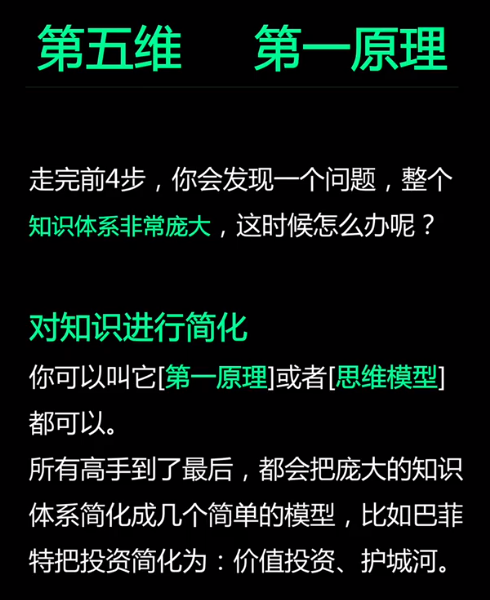 第五维 第一原理
走完前4步，你会发现一个问题，整个
知识体系非常庞大，这时候怎么办呢？
对知识进行简化
你可以叫它[第一原理]或者[思维模型]
都可以。
所有高手到了最后，都会把庞大的知识
体系简化成几个简单的模型，比如巴菲
特把投资简化为：价值投资、护城河。